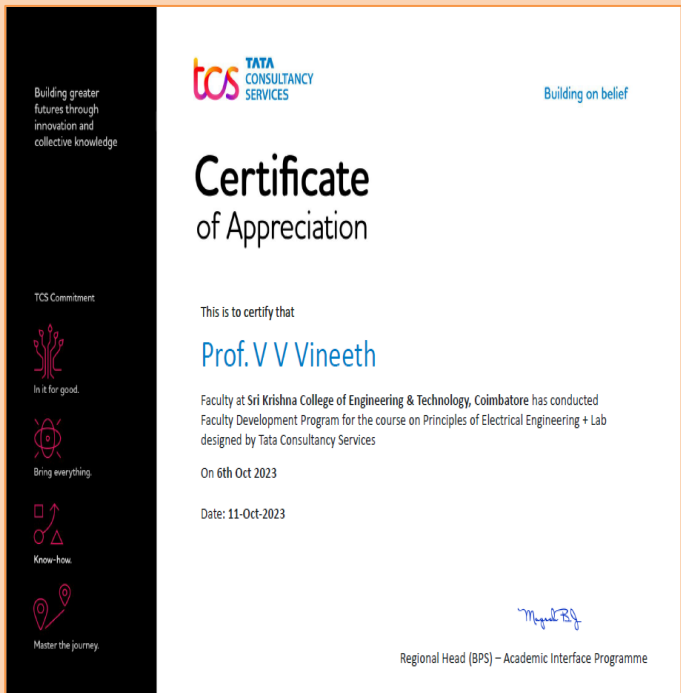 Building greater
futures through
innovation and
collective knowledge
tcs TATA
CONSULTANCY
SERVICES
Building on belief
Certificate
of Appreciation
TCS Commitment
In it for good.
Bring everything.
Know-how.
Master the journey.
This is to certify that
Prof. V V Vineeth
Faculty at Sri Krishna College of Engineering & Technology, Coimbatore has conducted
Faculty Development Program for the course on Principles of Electrical Engineering + Lab
designed by Tata Consultancy Services
On 6th Oct 2023
Date: 11-Oct-2023
Regional Head (BPS) – Academic Interface Programme